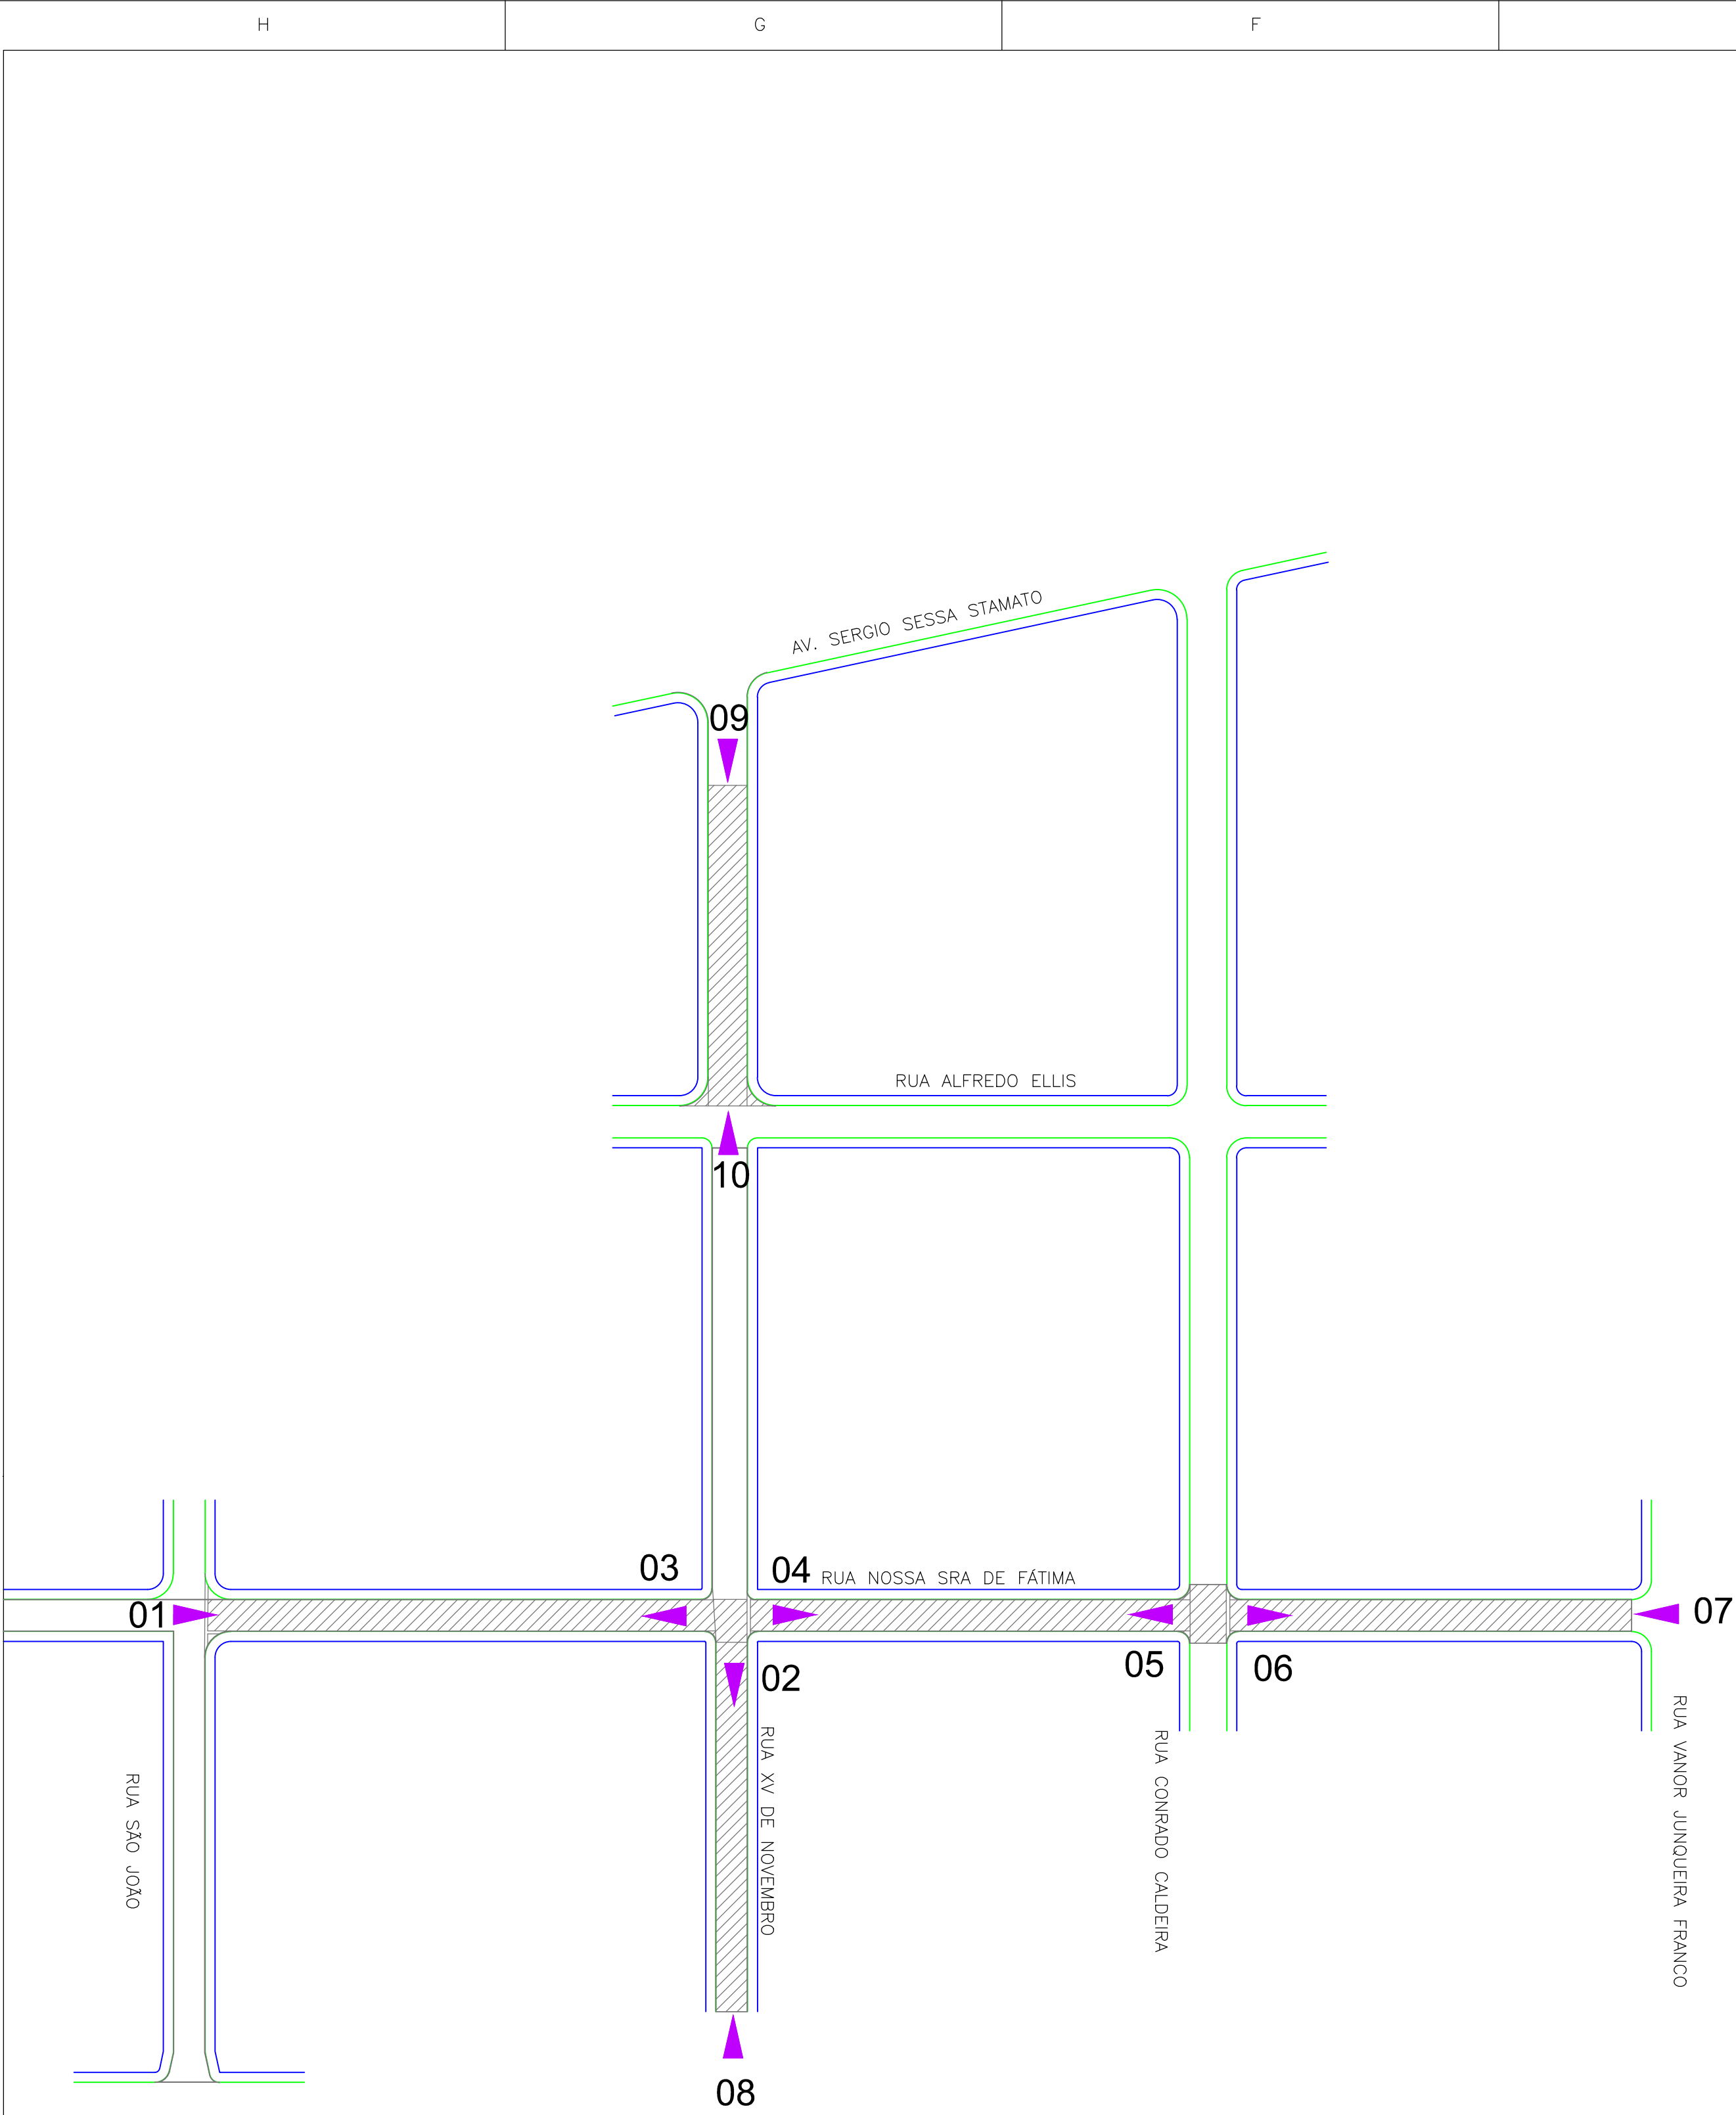 H
G
F
AV. SERGIO SESSA STAMATO
09
RUA ALFREDO ELLIS
10
03
04
RUA NOSSA SRA DE FÁTIMA
01
07
02
05
06
RUA SÃO JOÃO
RUA XV DE NOVEMBRO
RUA CONRADO CALDEIRA
RUA VANOR JUNQUEIRA FRANCO
08